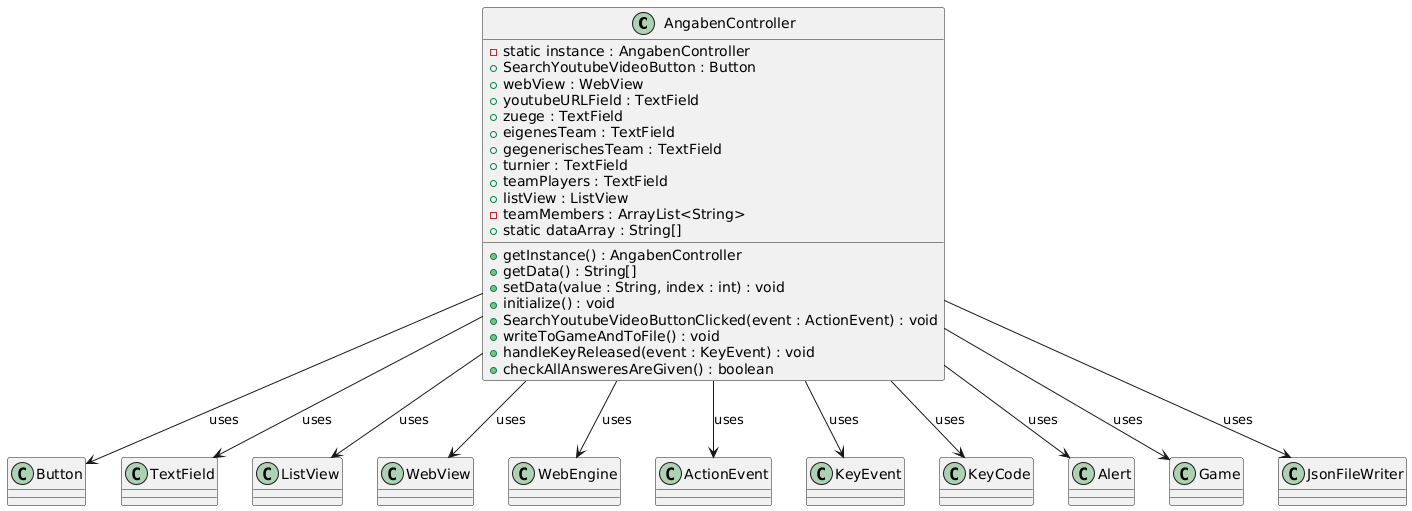 C AngabenController
static instance : AngabenController
SearchYoutubeVideoButton : Button
webView : WebView
youtubeURLField : TextField
zuege : TextField
eigenesTeam : TextField
gegenerischesTeam : TextField
turnier : TextField
teamPlayers : TextField
listView : ListView
teamMembers : ArrayList<String>
static dataArray : String[]
getInstance() : AngabenController
getData() : String[]
setData(value : String, index : int) : void
initialize() : void
SearchYoutubeVideoButtonClicked(event : ActionEvent) : void
writeToGameAndToFile() : void
handleKeyReleased(event : KeyEvent) : void
checkAllAnsweresAreGiven() : boolean
uses uses uses uses uses uses uses uses uses uses uses
C Button C TextField C ListView C WebView C WebEngine C ActionEvent C KeyEvent C KeyCode C Alert C Game C JsonFileWriter